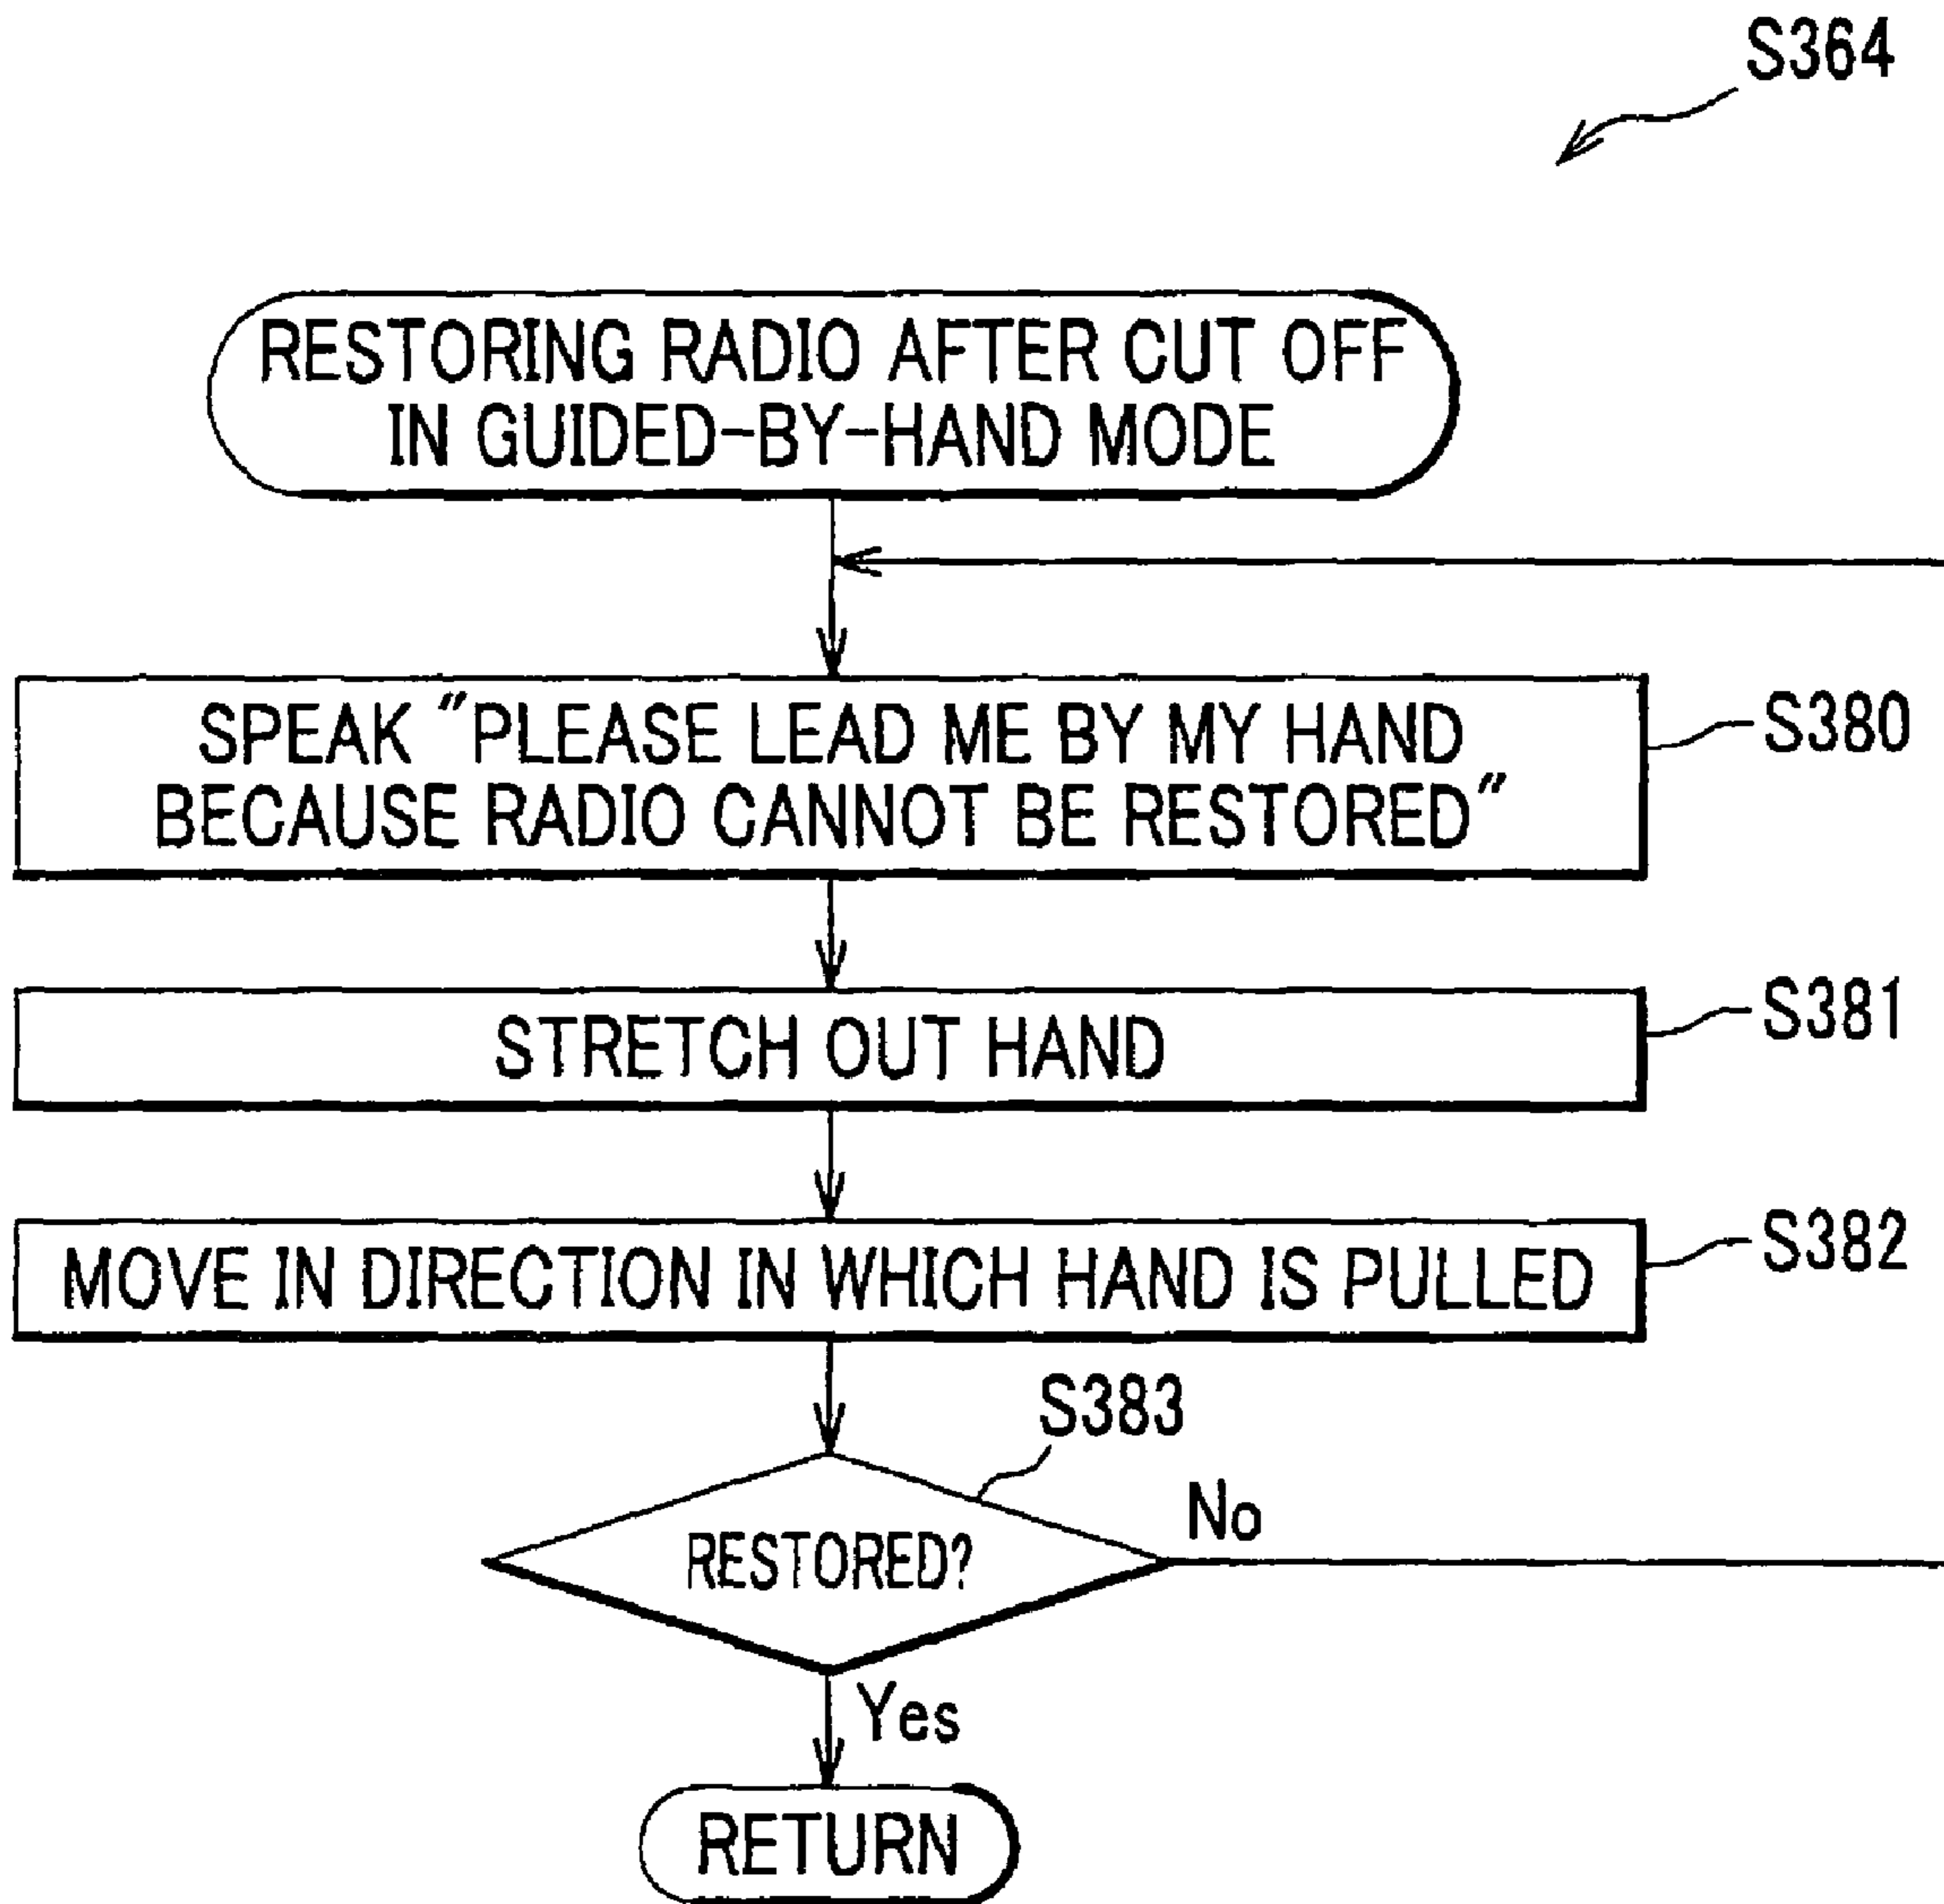 S364
RESTORING RADIO AFTER CUT OFF
IN GUIDED-BY-HAND MODE
SPEAK "PLEASE LEAD ME BY MY HAND
BECAUSE RADIO CANNOT BE RESTORED"
S380
STRETCH OUT HAND
S381
MOVE IN DIRECTION IN WHICH HAND IS PULLED
S382
S383
RESTORED?
No
Yes
RETURN